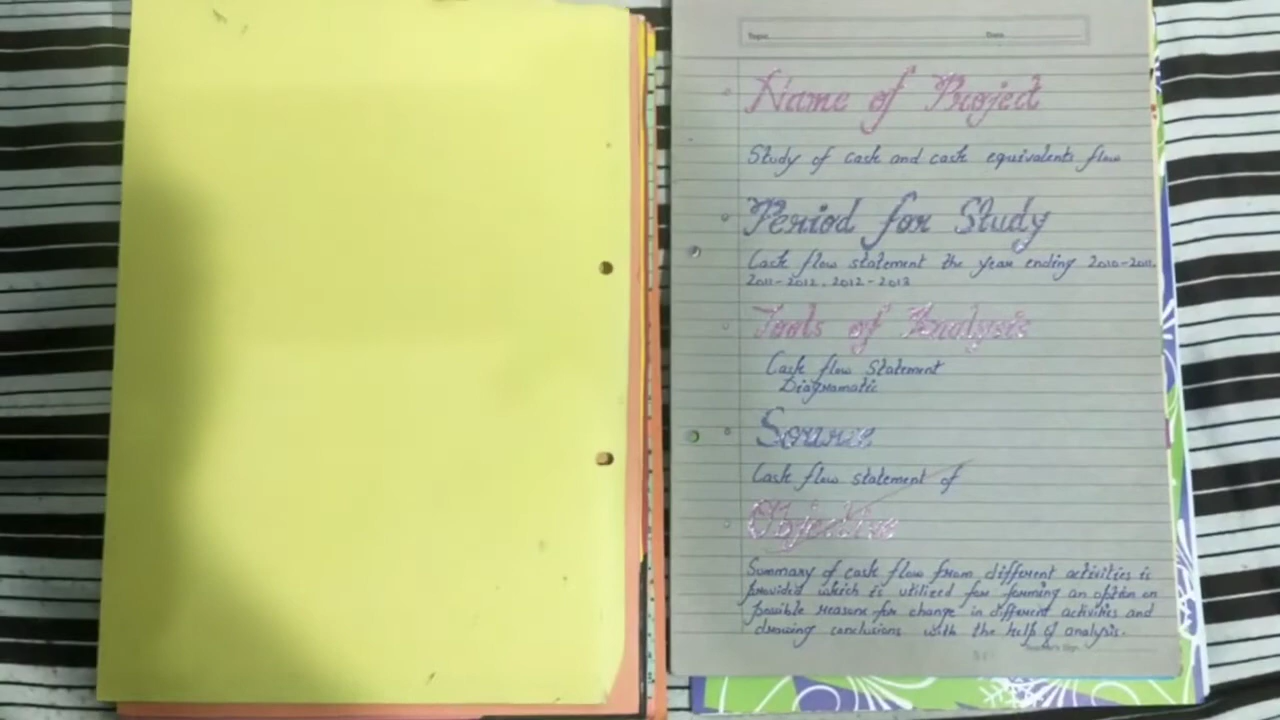 Date
Name of Project
Study of cash and cash equivalents flow
Period for Study
Cash flow statement the year ending 2010-2011,
2011-2012, 2012-2013
Tools of Analysis
Cash flow Statement
Diagramatic
Source
Cash flow statement of
Objective
Summary of cash flow from different activities is
provided which is utilized for forming an option on
possible reasons for change in different activities and
drawing conclusions with the help of analysis.
Teacher's Sign.